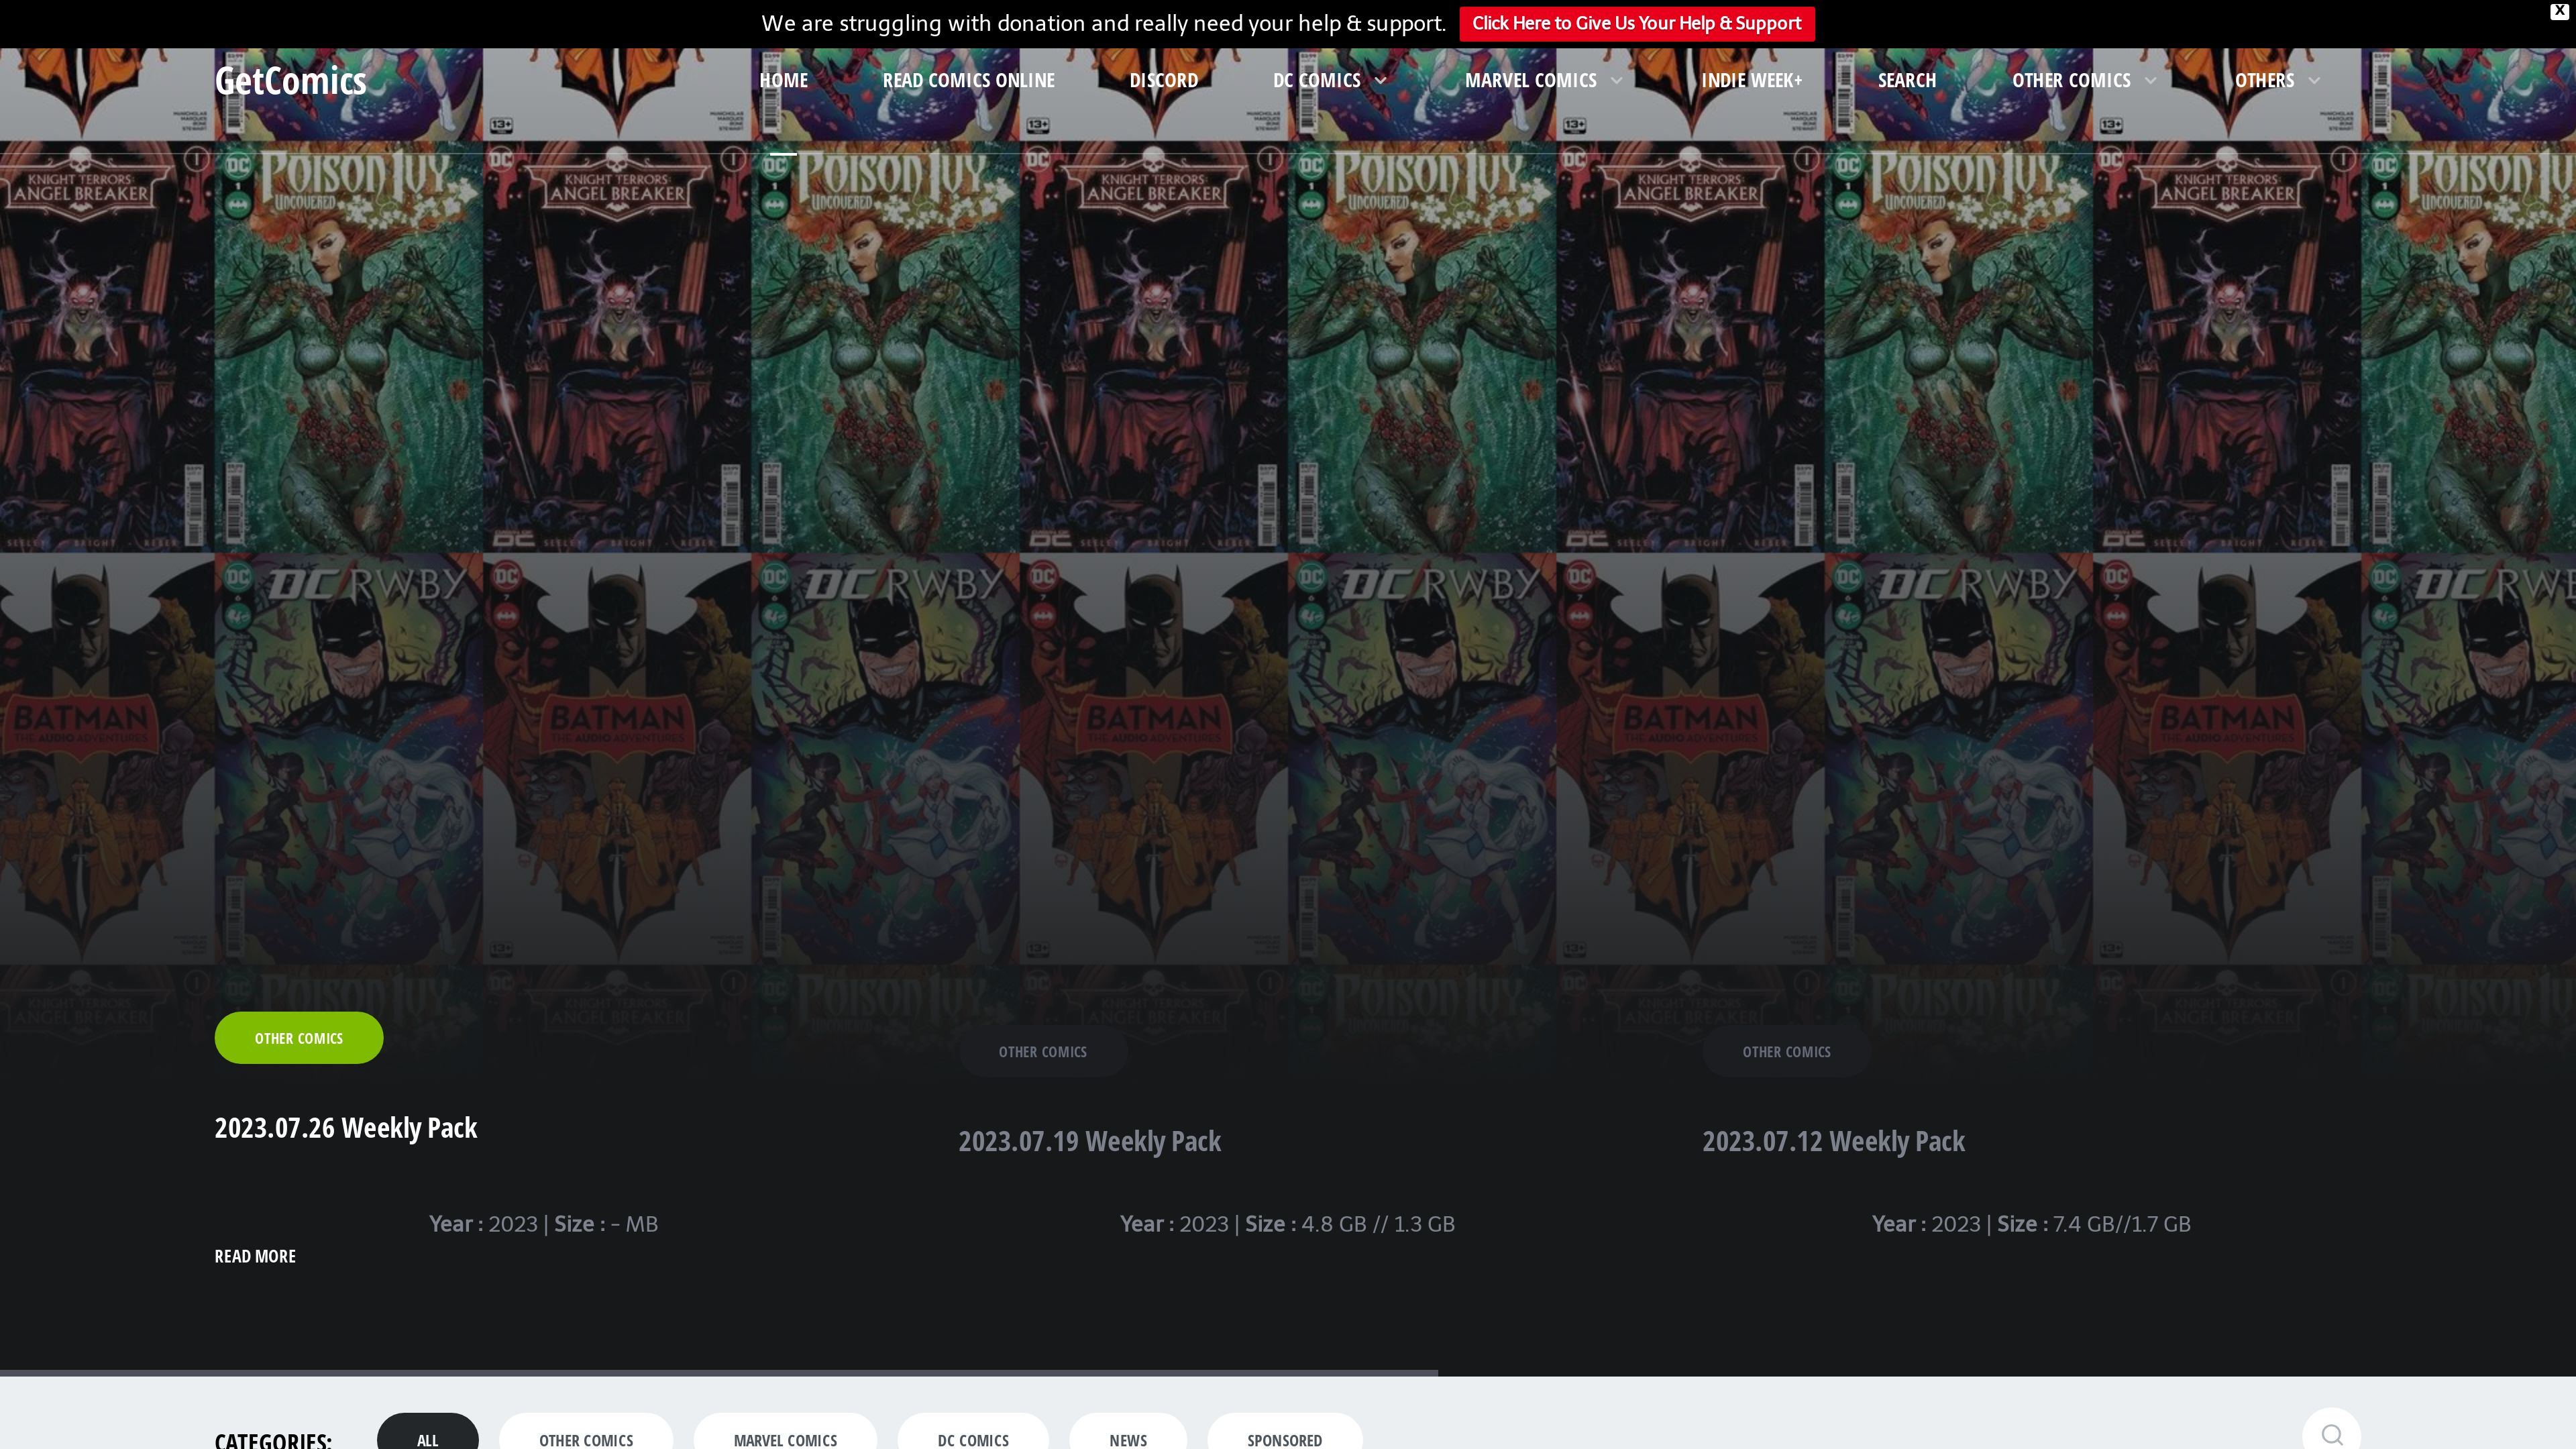 We are struggling with donation and really need your help & support. Click Here to Give Us Your Help & Support X
GetComics HOME READ COMICS ONLINE DISCORD DC COMICS MARVEL COMICS INDIE WEEK+ SEARCH OTHER COMICS OTHERS
KNIGHT TERRORS: ANGEL BREAKER
POISON IVY
UNCOVERED
DC/RWBY
BATMAN
THE AUDIO ADVENTURES
OTHER COMICS
OTHER COMICS
OTHER COMICS
2023.07.26 Weekly Pack
2023.07.19 Weekly Pack
2023.07.12 Weekly Pack
Year : 2023 | Size : - MB
Year : 2023 | Size : 4.8 GB // 1.3 GB
Year : 2023 | Size : 7.4 GB//1.7 GB
READ MORE
CATEGORIES: ALL OTHER COMICS MARVEL COMICS DC COMICS NEWS SPONSORED